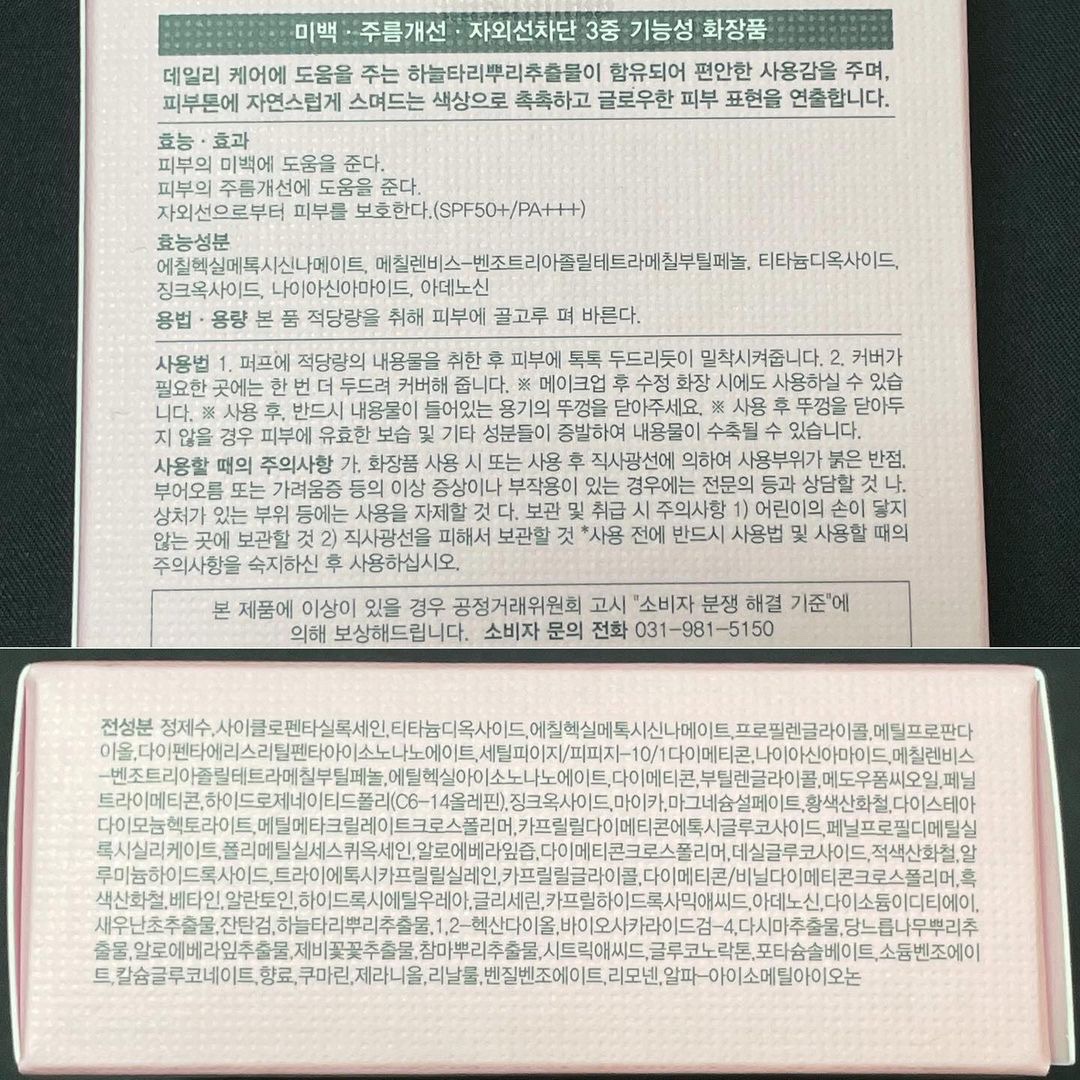 미백 · 주름개선 · 자외선차단 3중 기능성 화장품
데일리 케어에 도움을 주는 하늘타리뿌리추출물이 함유되어 편안한 사용감을 주며,
피부톤에 자연스럽게 스며드는 색상으로 촉촉하고 글로우한 피부 표현을 연출합니다.
효능 · 효과
피부의 미백에 도움을 준다.
피부의 주름개선에 도움을 준다.
자외선으로부터 피부를 보호한다.(SPF50+/PA+++)
효능성분
에칠헥실메톡시신나메이트, 메칠렌비스-벤조트리아졸릴테트라메칠부틸페놀, 티타늄디옥사이드,
징크옥사이드, 나이아신아마이드, 아데노신
용법 · 용량 본 품 적당량을 취해 피부에 골고루 펴 바른다.
사용법 1. 퍼프에 적당량의 내용물을 취한 후 피부에 톡톡 두드리듯이 밀착시켜줍니다. 2. 커버가
필요한 곳에는 한 번 더 두드려 커버해 줍니다. ※ 메이크업 후 수정 화장 시에도 사용하실 수 있습
니다. ※ 사용 후, 반드시 내용물이 들어있는 용기의 뚜껑을 닫아주세요. ※ 사용 후 뚜껑을 닫아두
지 않을 경우 피부에 유효한 보습 및 기타 성분들이 증발하여 내용물이 수축될 수 있습니다.
사용할 때의 주의사항 가. 화장품 사용 시 또는 사용 후 직사광선에 의하여 사용부위가 붉은 반점,
부어오름 또는 가려움증 등의 이상 증상이나 부작용이 있는 경우에는 전문의 등과 상담할 것 나.
상처가 있는 부위 등에는 사용을 자제할 것 다. 보관 및 취급 시 주의사항 1) 어린이의 손이 닿지
않는 곳에 보관할 것 2) 직사광선을 피해서 보관할 것 *사용 전에 반드시 사용법 및 사용할 때의
주의사항을 숙지하신 후 사용하십시오.
본 제품에 이상이 있을 경우 공정거래위원회 고시 "소비자 분쟁 해결 기준"에
의해 보상해드립니다. 소비자 문의 전화 031-981-5150
전성분 정제수,사이클로펜타실록세인,티타늄디옥사이드,에칠헥실메톡시신나메이트,프로필렌글라이콜,메틸프로판다
이올,다이펜타에리스리틸펜타아이소노나노에이트,세틸피이지/피피지-10/1다이메티콘,나이아신아마이드,메칠렌비스
-벤조트리아졸릴테트라메칠부틸페놀,에틸헥실아이소노나노에이트,다이메티콘,부틸렌글라이콜,메도우폼씨오일,페닐
트라이메티콘,하이드로제네이티드폴리(C6-14올레핀),징크옥사이드,마이카,마그네슘설페이트,황색산화철,다이스테아
다이모늄헥토라이트,메틸메타크릴레이트크로스폴리머,카프릴릴다이메티콘에톡시글루코사이드,페닐프로필디메틸실
록시실리케이트,폴리메틸실세스퀴옥세인,알로에베라잎즙,다이메티콘크로스폴리머,데실글루코사이드,적색산화철,알
루미늄하이드록사이드,트라이에톡시카프릴릴실레인,카프릴릴글라이콜,다이메티콘/비닐다이메티콘크로스폴리머,흑
색산화철,베타인,알란토인,하이드록시에틸우레아,글리세린,카프릴하이드록사믹애씨드,아데노신,다이소듐이디티에이,
새우난초추출물,잔탄검,하늘타리뿌리추출물,1,2-헥산다이올,바이오사카라이드검-4,다시마추출물,당느릅나무뿌리추
출물,알로에베라잎추출물,제비꽃꽃추출물,참마뿌리추출물,시트릭애씨드,글루코노락톤,포타슘솔베이트,소듐벤조에이
트,칼슘글루코네이트,향료,쿠마린,제라니올,리날룰,벤질벤조에이트,리모넨,알파-아이소메틸아이오논